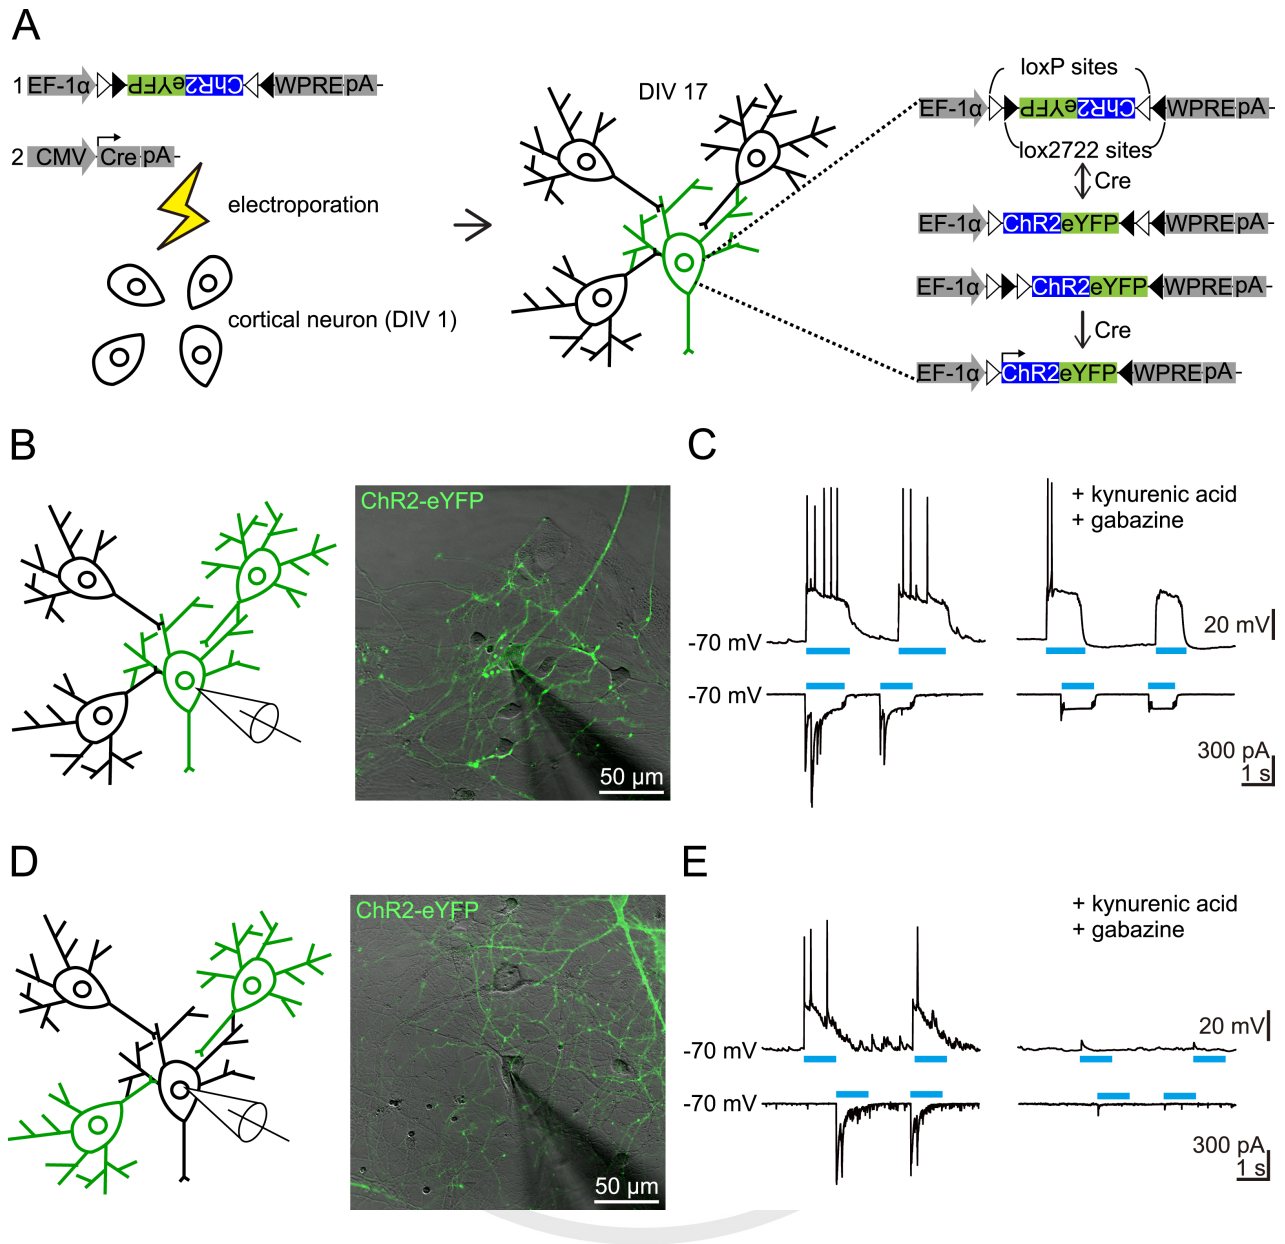 A
1 EF-1α eYFP ChR2 WPRE pA
2 CMV Cre pA
electroporation
cortical neuron (DIV 1)
DIV 17
loxP sites
EF-1α eYFP ChR2 WPRE pA
lox2722 sites
Cre
EF-1α ChR2 eYFP WPRE pA
EF-1α ChR2 eYFP WPRE pA
Cre
EF-1α ChR2 eYFP WPRE pA
B
ChR2-eYFP
50 µm
C
+ kynurenic acid
+ gabazine
-70 mV
20 mV
-70 mV
300 pA
1 s
D
ChR2-eYFP
50 µm
E
+ kynurenic acid
+ gabazine
-70 mV
20 mV
-70 mV
300 pA
1 s